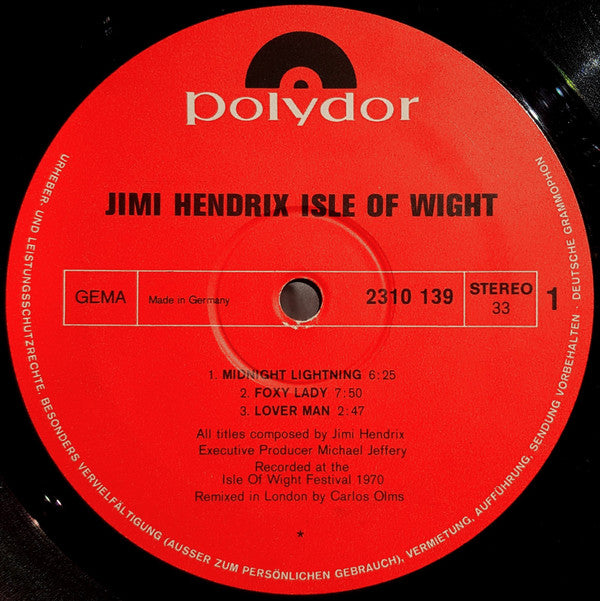 polydor
JIMI HENDRIX ISLE OF WIGHT
GEMA
Made in Germany
2310 139
STEREO
33
1
1. MIDNIGHT LIGHTNING 6:25
2. FOXY LADY 7:50
3. LOVER MAN 2:47
All titles composed by Jimi Hendrix
Executive Producer Michael Jeffery
Recorded at the
Isle Of Wight Festival 1970
Remixed in London by Carlos Olms
*
URHEBER- UND LEISTUNGSSCHUTZRECHTE. BESONDERS VERVIELFÄLTIGUNG (AUSSER ZUM PERSÖNLICHEN GEBRAUCH), VERMIETUNG, AUFFÜHRUNG, SENDUNG VORBEHALTEN · DEUTSCHE GRAMMOPHON